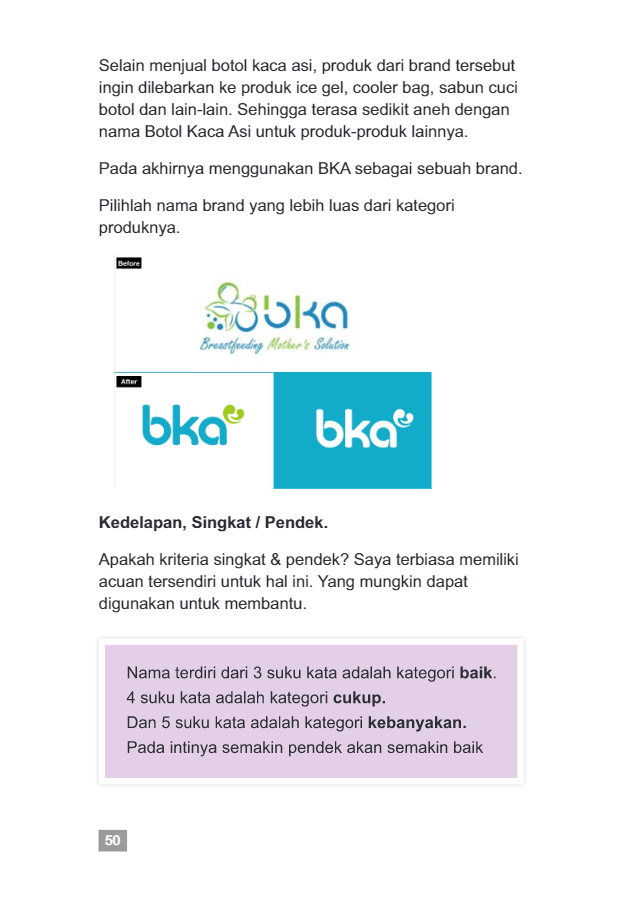 Selain menjual botol kaca asi, produk dari brand tersebut
ingin dilebarkan ke produk ice gel, cooler bag, sabun cuci
botol dan lain-lain. Sehingga terasa sedikit aneh dengan
nama Botol Kaca Asi untuk produk-produk lainnya.
Pada akhirnya menggunakan BKA sebagai sebuah brand.
Pilihlah nama brand yang lebih luas dari kategori
produknya.
Before
bka
Breastfeeding Mother's Solution
After
bka
bka
Kedelapan, Singkat / Pendek.
Apakah kriteria singkat & pendek? Saya terbiasa memiliki
acuan tersendiri untuk hal ini. Yang mungkin dapat
digunakan untuk membantu.
Nama terdiri dari 3 suku kata adalah kategori baik.
4 suku kata adalah kategori cukup.
Dan 5 suku kata adalah kategori kebanyakan.
Pada intinya semakin pendek akan semakin baik
50